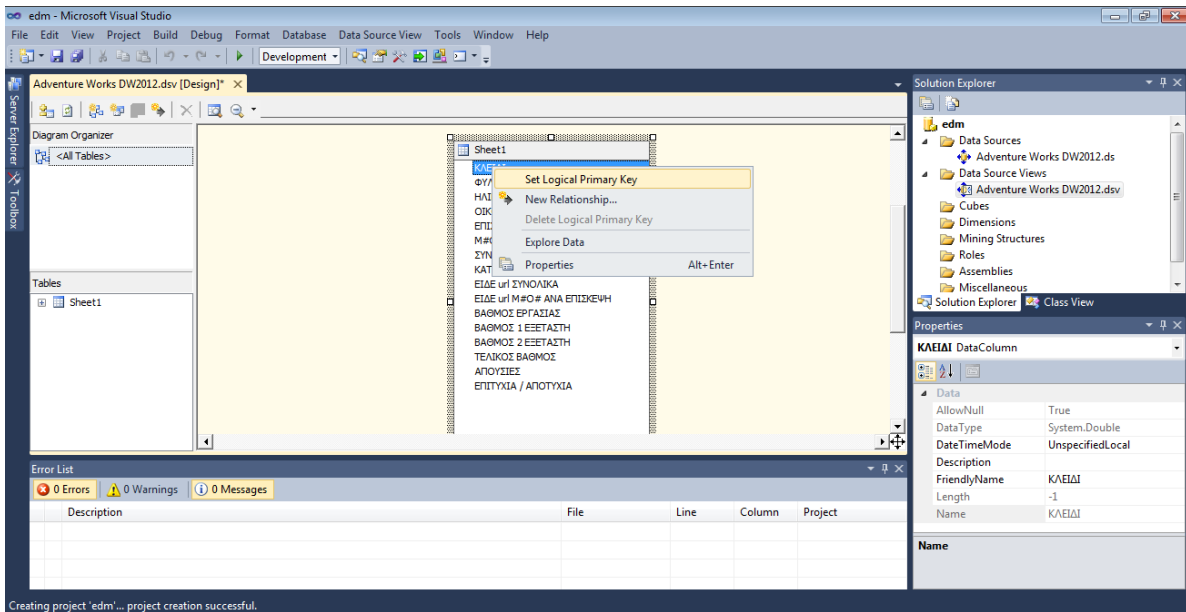 edm - Microsoft Visual Studio
File Edit View Project Build Debug Format Database Data Source View Tools Window Help
Development
Server Explorer
Toolbox
Adventure Works DW2012.dsv [Design]*
Diagram Organizer
<All Tables>
Tables
Sheet1
Sheet1
Set Logical Primary Key
New Relationship...
Delete Logical Primary Key
Explore Data
Properties Alt+Enter
ΕΙΔΕ url ΣΥΝΟΛΙΚΑ
ΕΙΔΕ url Μ#Ο# ΑΝΑ ΕΠΙΣΚΕΨΗ
ΒΑΘΜΟΣ ΕΡΓΑΣΙΑΣ
ΒΑΘΜΟΣ 1 ΕΞΕΤΑΣΤΗ
ΒΑΘΜΟΣ 2 ΕΞΕΤΑΣΤΗ
ΤΕΛΙΚΟΣ ΒΑΘΜΟΣ
ΑΠΟΥΣΙΕΣ
ΕΠΙΤΥΧΙΑ / ΑΠΟΤΥΧΙΑ
Error List
0 Errors 0 Warnings 0 Messages
Description File Line Column Project
Solution Explorer
edm
Data Sources
Adventure Works DW2012.ds
Data Source Views
Adventure Works DW2012.dsv
Cubes
Dimensions
Mining Structures
Roles
Assemblies
Miscellaneous
Solution Explorer Class View
Properties
ΚΛΕΙΔΙ DataColumn
Data
AllowNull True
DataType System.Double
DateTimeMode UnspecifiedLocal
Description
FriendlyName ΚΛΕΙΔΙ
Length -1
Name ΚΛΕΙΔΙ
Name
Creating project 'edm'... project creation successful.